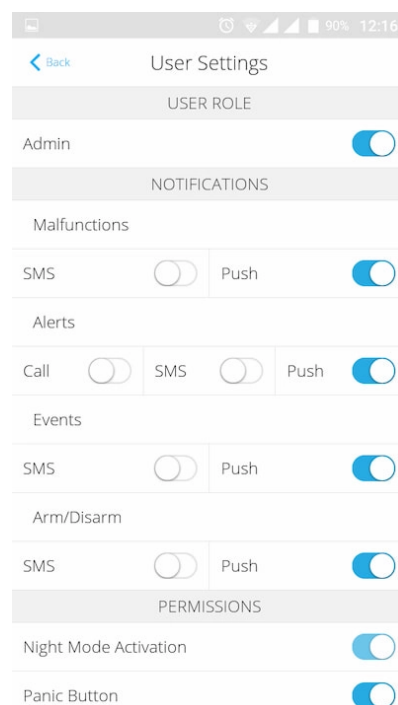 90% 12:16
Back User Settings
USER ROLE
Admin
NOTIFICATIONS
Malfunctions
SMS Push
Alerts
Call SMS Push
Events
SMS Push
Arm/Disarm
SMS Push
PERMISSIONS
Night Mode Activation
Panic Button